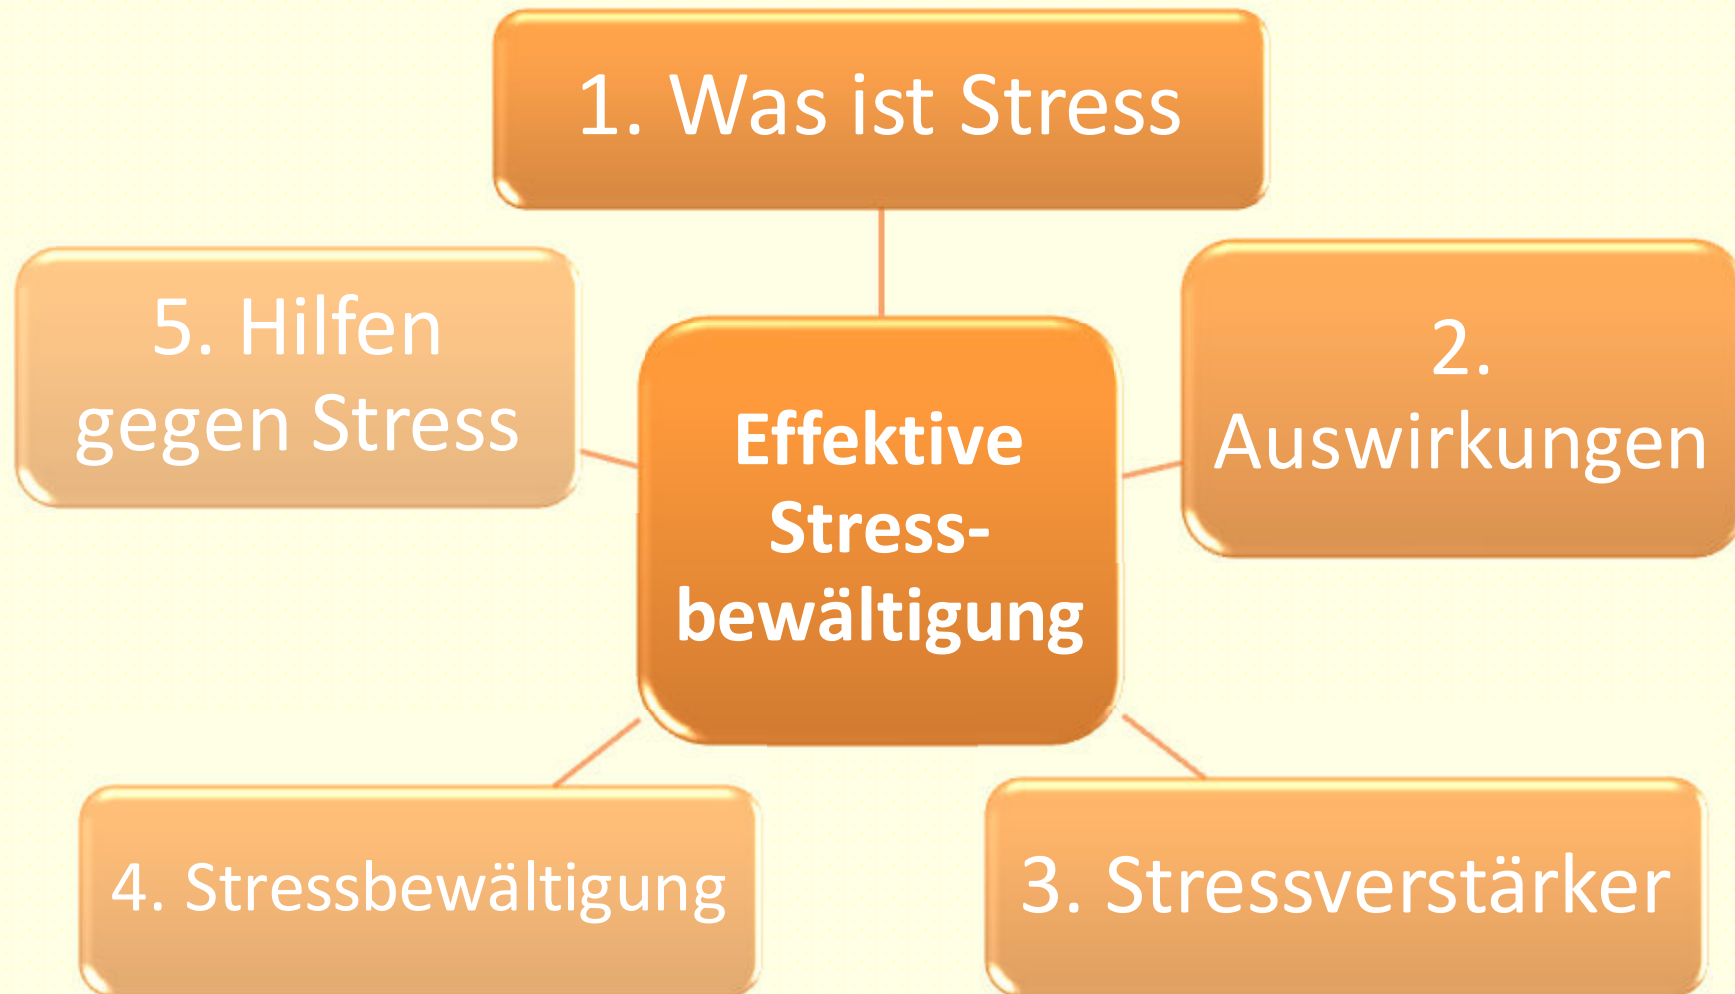 1. Was ist Stress
2.
Auswirkungen
3. Stressverstärker
4. Stressbewältigung
5. Hilfen
gegen Stress
Effektive
Stress-
bewältigung